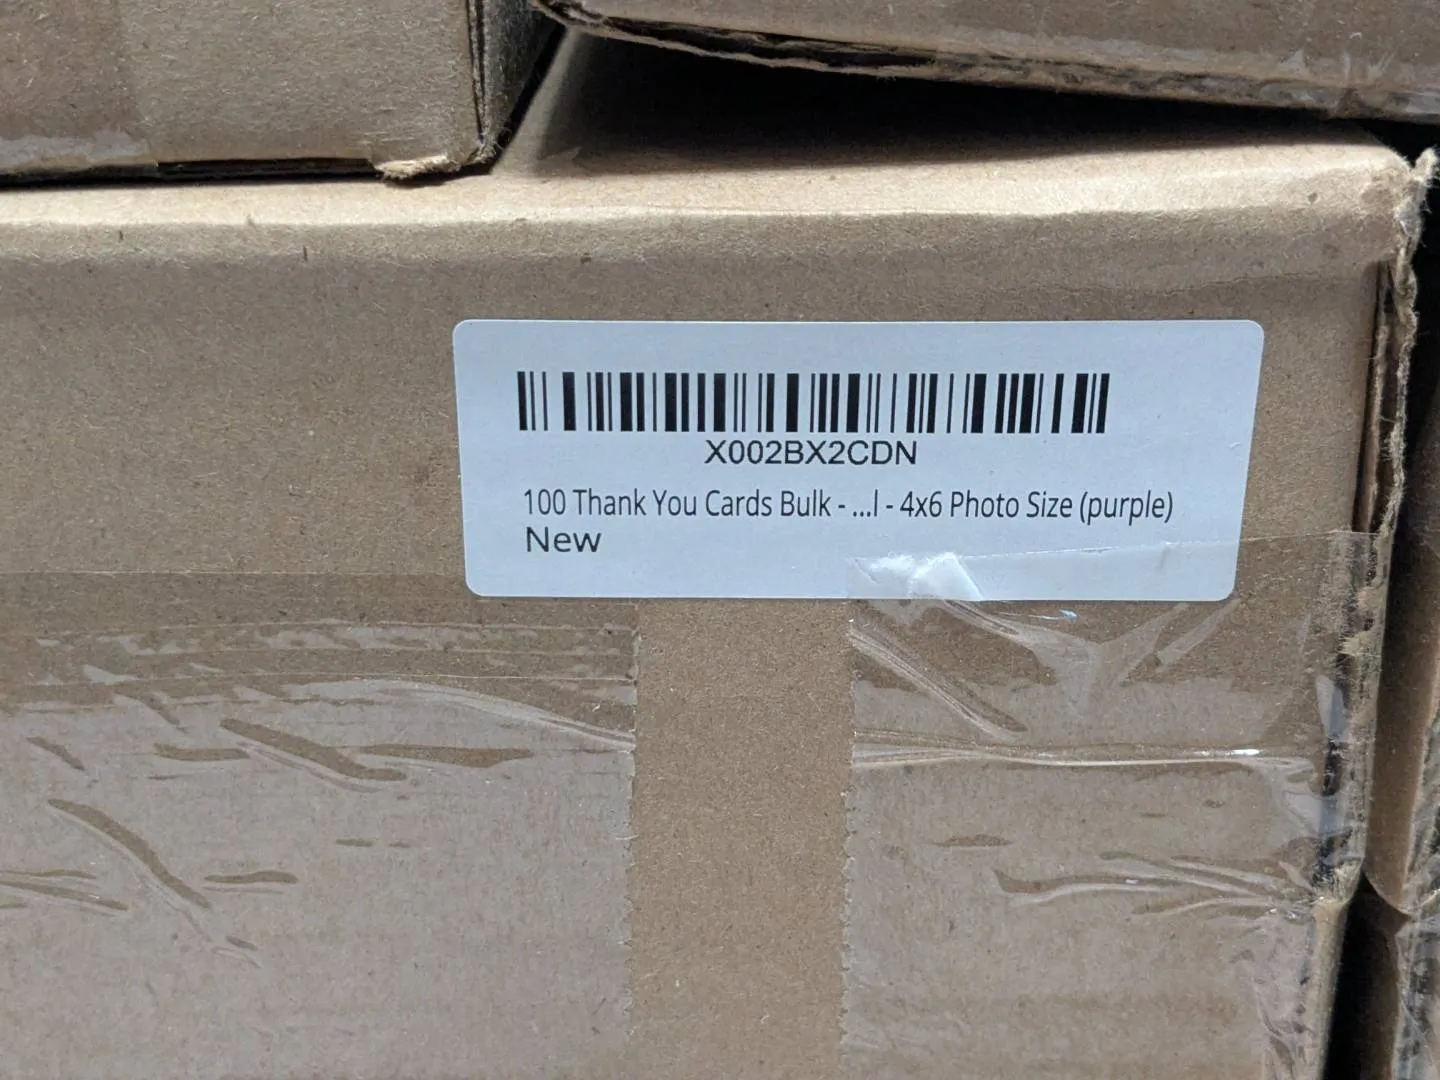 X002BX2CDN
100 Thank You Cards Bulk - ...l - 4x6 Photo Size (purple)
New